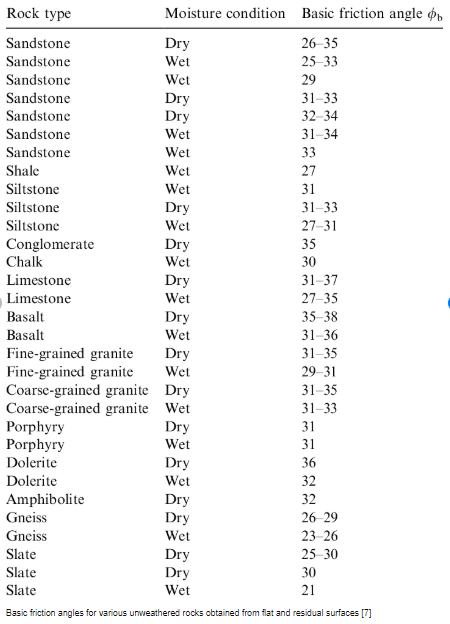 Rock type Moisture condition Basic friction angle ϕb
Sandstone Dry 26–35
Sandstone Wet 25–33
Sandstone Wet 29
Sandstone Dry 31–33
Sandstone Dry 32–34
Sandstone Wet 31–34
Sandstone Wet 33
Shale Wet 27
Siltstone Wet 31
Siltstone Dry 31–33
Siltstone Wet 27–31
Conglomerate Dry 35
Chalk Wet 30
Limestone Dry 31–37
Limestone Wet 27–35
Basalt Dry 35–38
Basalt Wet 31–36
Fine-grained granite Dry 31–35
Fine-grained granite Wet 29–31
Coarse-grained granite Dry 31–35
Coarse-grained granite Wet 31–33
Porphyry Dry 31
Porphyry Wet 31
Dolerite Dry 36
Dolerite Wet 32
Amphibolite Dry 32
Gneiss Dry 26–29
Gneiss Wet 23–26
Slate Dry 25–30
Slate Dry 30
Slate Wet 21
Basic friction angles for various unweathered rocks obtained from flat and residual surfaces [7]